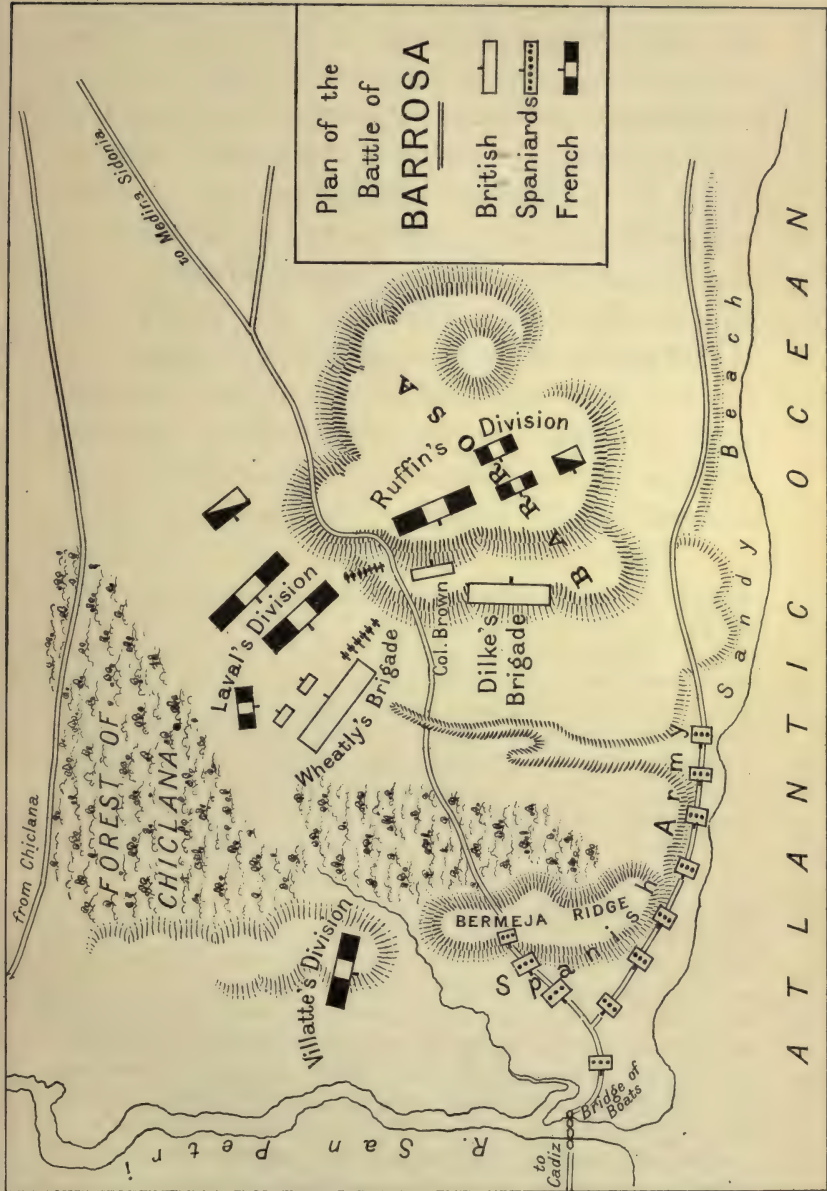 Plan of the
Battle of
BARROSA
British
Spaniards
French
from Chiclana
to Medina Sidonia
FOREST OF
CHICLANA
Laval's Division
Ruffin's
Division
BARROSA
Villatte's Division
Wheatly's Brigade
Col. Brown
Dilke's
Brigade
BERMEJA RIDGE
Spanish Army
Sandy Beach
R. San Petri
to
Cadiz
Bridge of
Boats
ATLANTIC OCEAN